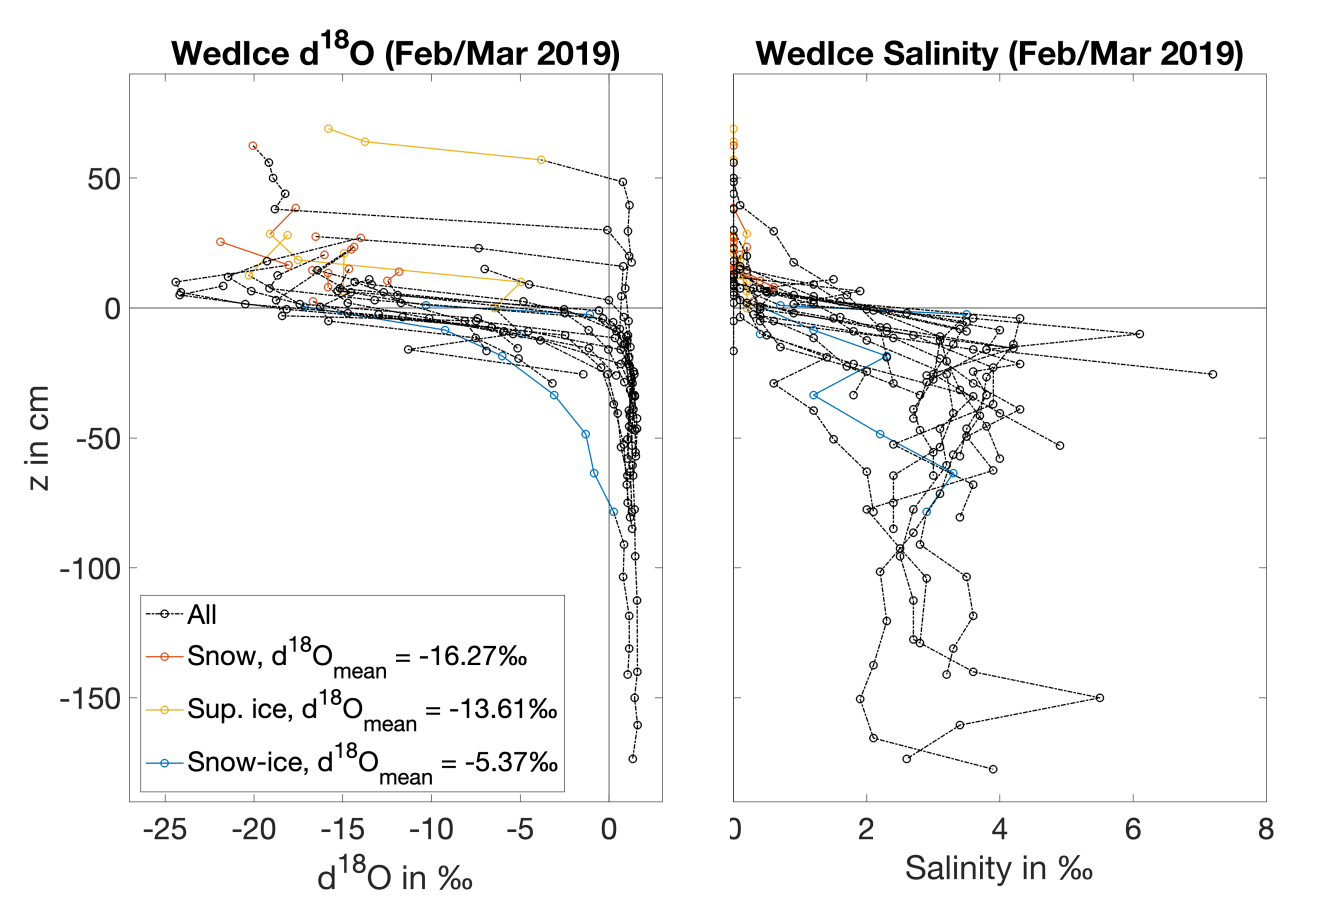 WedIce d18O (Feb/Mar 2019)
WedIce Salinity (Feb/Mar 2019)
50
0
-50
-100
-150
z in cm
All
Snow, d18Omean = -16.27‰
Sup. ice, d18Omean = -13.61‰
Snow-ice, d18Omean = -5.37‰
-25 -20 -15 -10 -5 0
d18O in ‰
0 2 4 6 8
Salinity in ‰